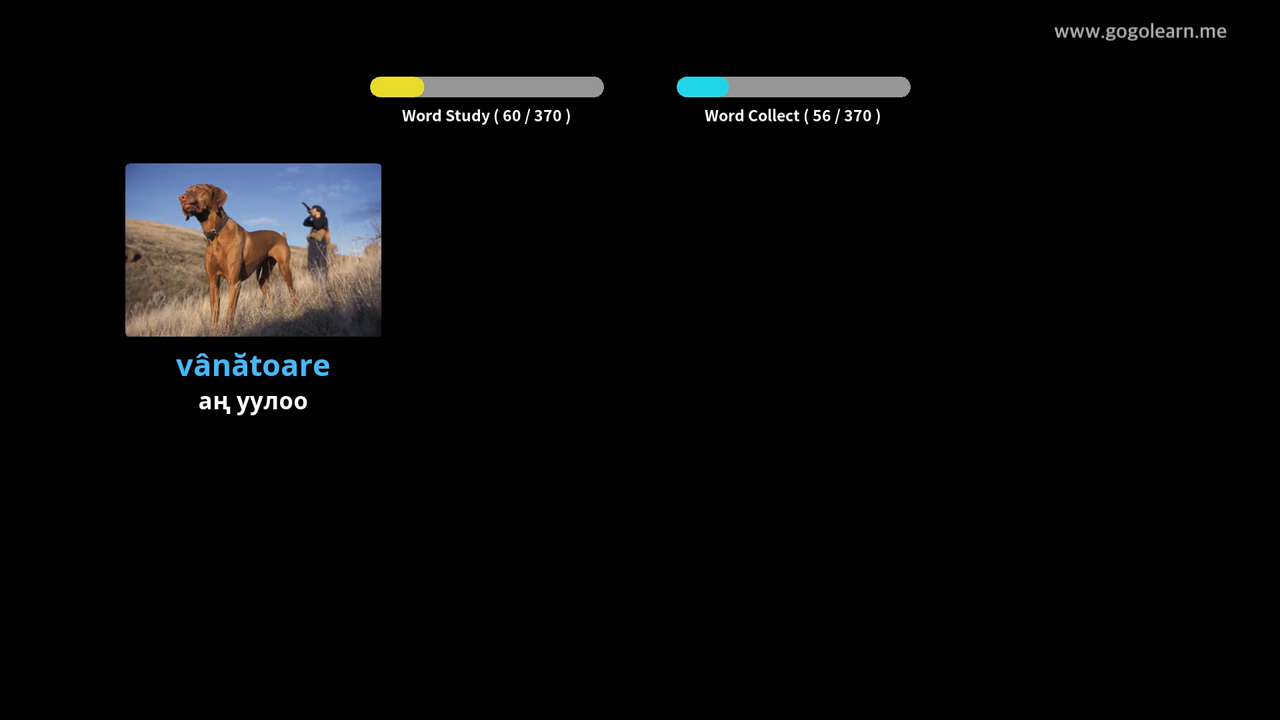 www.gogolearn.me
Word Study ( 60 / 370 )
Word Collect ( 56 / 370 )
vânătoare
аң уулоо